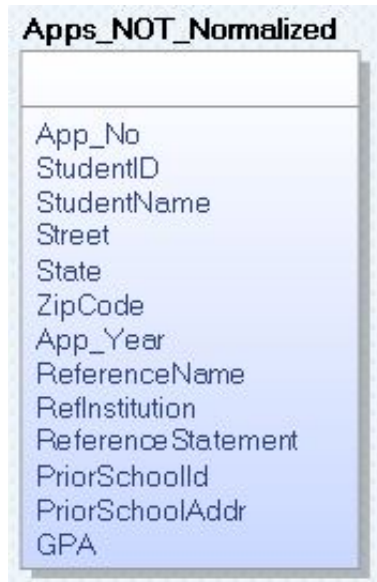 Apps_NOT_Normalized
App_No
StudentID
StudentName
Street
State
ZipCode
App_Year
ReferenceName
RefInstitution
ReferenceStatement
PriorSchoolId
PriorSchoolAddr
GPA